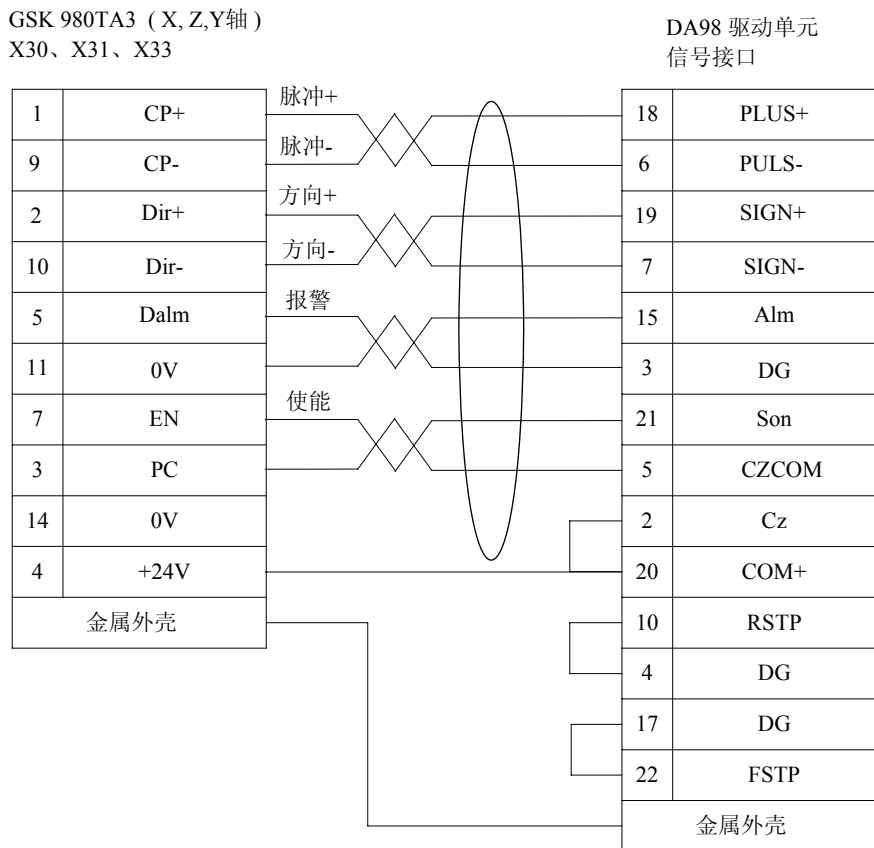 GSK 980TA3 ( X, Z,Y轴 )
X30、X31、X33
DA98 驱动单元
信号接口
1 CP+ 脉冲+ 18 PLUS+
9 CP- 脉冲- 6 PULS-
2 Dir+ 方向+ 19 SIGN+
10 Dir- 方向- 7 SIGN-
5 Dalm 报警 15 Alm
11 0V 3 DG
7 EN 使能 21 Son
3 PC 5 CZCOM
14 0V 2 Cz
4 +24V 20 COM+
金属外壳 10 RSTP
4 DG
17 DG
22 FSTP
金属外壳